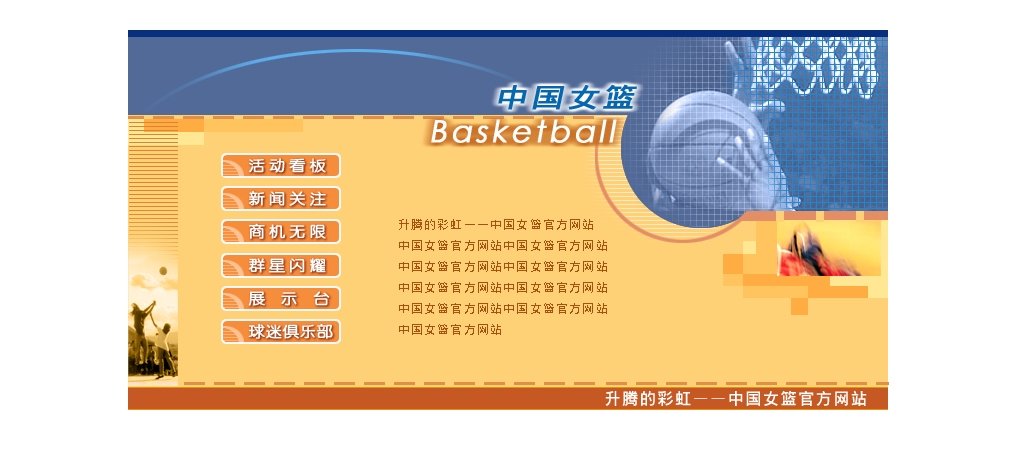 中国女篮
Basketball
活动看板
新闻关注
商机无限
群星闪耀
展示台
球迷俱乐部
升腾的彩虹——中国女篮官方网站
中国女篮官方网站中国女篮官方网站
中国女篮官方网站中国女篮官方网站
中国女篮官方网站中国女篮官方网站
中国女篮官方网站中国女篮官方网站
中国女篮官方网站
升腾的彩虹——中国女篮官方网站